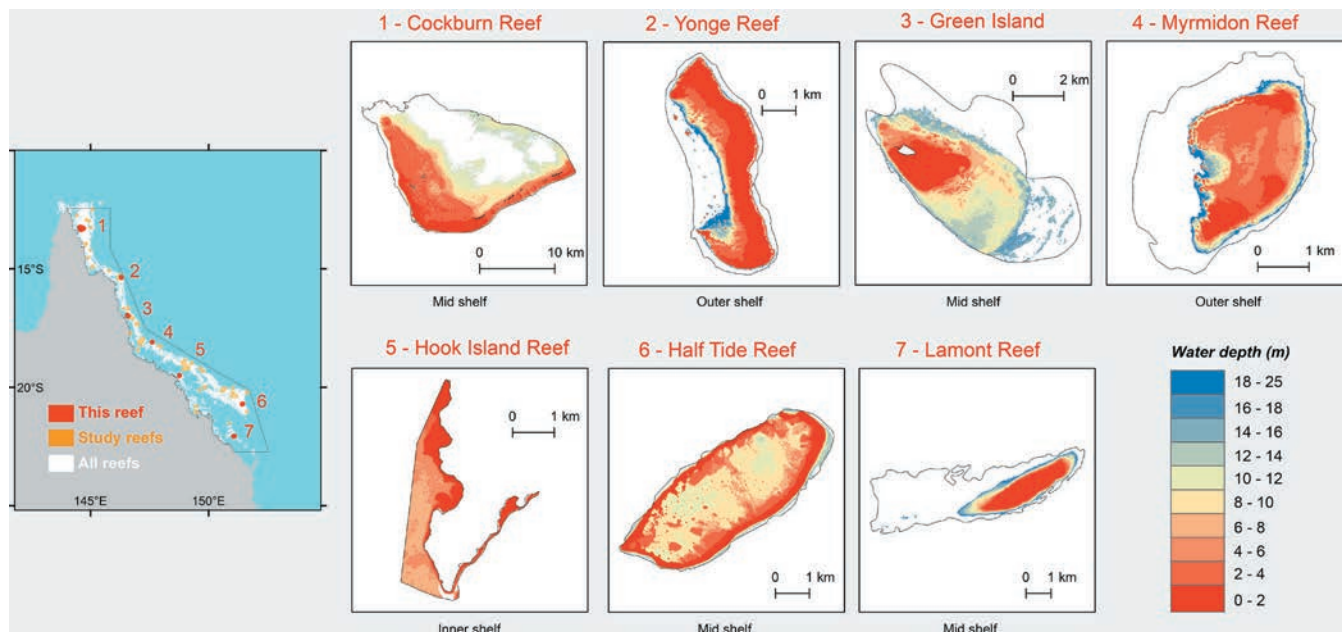 1 - Cockburn Reef
2 - Yonge Reef
3 - Green Island
4 - Myrmidon Reef
0 10 km
0 1 km
0 2 km
0 1 km
Mid shelf
Outer shelf
Mid shelf
Outer shelf
1
2
3
4
5
6
7
15°S
20°S
This reef
Study reefs
All reefs
145°E
150°E
5 - Hook Island Reef
6 - Half Tide Reef
7 - Lamont Reef
0 1 km
0 1 km
0 1 km
Inner shelf
Mid shelf
Mid shelf
Water depth (m)
18 - 25
16 - 18
14 - 16
12 - 14
10 - 12
8 - 10
6 - 8
4 - 6
2 - 4
0 - 2